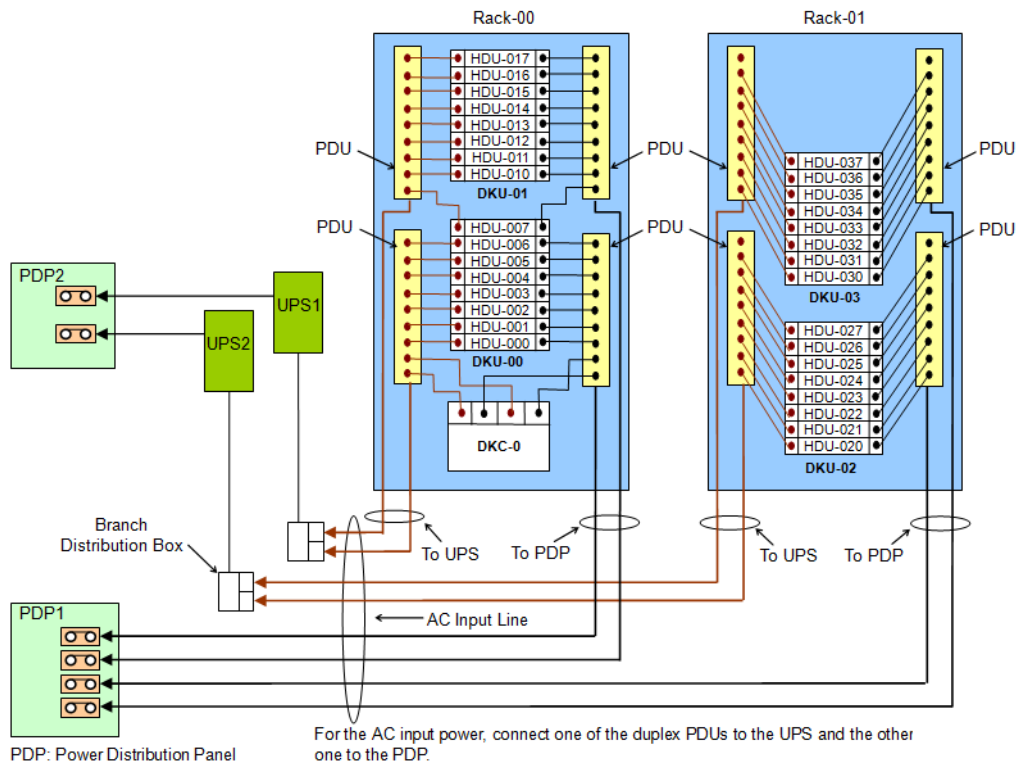 Rack-00
Rack-01
HDU-017
HDU-016
HDU-015
HDU-014
HDU-013
HDU-012
HDU-011
HDU-010
DKU-01
PDU
PDU
PDU
HDU-037
HDU-036
HDU-035
HDU-034
HDU-033
HDU-032
HDU-031
HDU-030
DKU-03
PDU
PDU
PDU
HDU-007
HDU-006
HDU-005
HDU-004
HDU-003
HDU-002
HDU-001
HDU-000
DKU-00
HDU-027
HDU-026
HDU-025
HDU-024
HDU-023
HDU-022
HDU-021
HDU-020
DKU-02
PDP2
UPS1
UPS2
DKC-0
Branch
Distribution Box
To UPS
To PDP
To UPS
To PDP
AC Input Line
PDP1
For the AC input power, connect one of the duplex PDUs to the UPS and the other
one to the PDP.
PDP: Power Distribution Panel